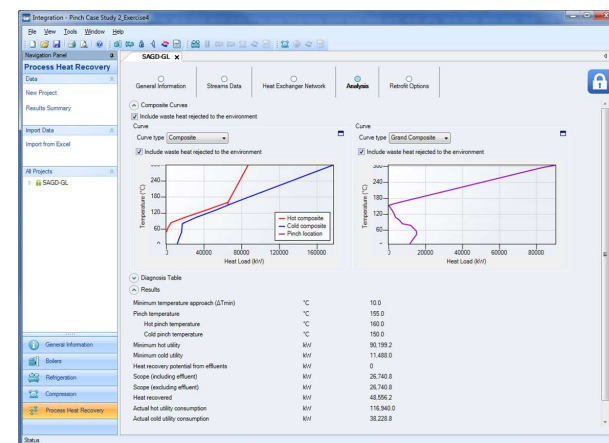 Integration - Pinch Case Study 2_Exercise4
File View Tools Window Help
Navigation Panel
SAGD-GL x
Process Heat Recovery
Data
New Project
Results Summary
Import Data
Import from Excel
All Projects
SAGD-GL
General Information
Boilers
Refrigeration
Compression
Process Heat Recovery
Status
General Information Streams Data Heat Exchanger Network Analysis Retrofit Options
Composite Curves
Include waste heat rejected to the environment
Curve
Curve type Composite
Include waste heat rejected to the environment
Temperature (°C)
240
180
120
60
Hot composite
Cold composite
Pinch location
40000 80000 120000 160000
Heat Load (kW)
Curve
Curve type Grand Composite
Include waste heat rejected to the environment
300
Temperature (°C)
240
180
120
60
0
20000 40000 60000 80000
Heat Load (kW)
Diagnosis Table
Results
Minimum temperature approach (ΔTmin) °C 10.0
Pinch temperature °C 155.0
Hot pinch temperature °C 160.0
Cold pinch temperature °C 150.0
Minimum hot utility kW 90,199.2
Minimum cold utility kW 11,488.0
Heat recovery potential from effluents kW 0
Scope (including effluent) kW 26,740.8
Scope (excluding effluent) kW 26,740.8
Heat recovered kW 48,556.2
Actual hot utility consumption kW 116,940.0
Actual cold utility consumption kW 38,228.8